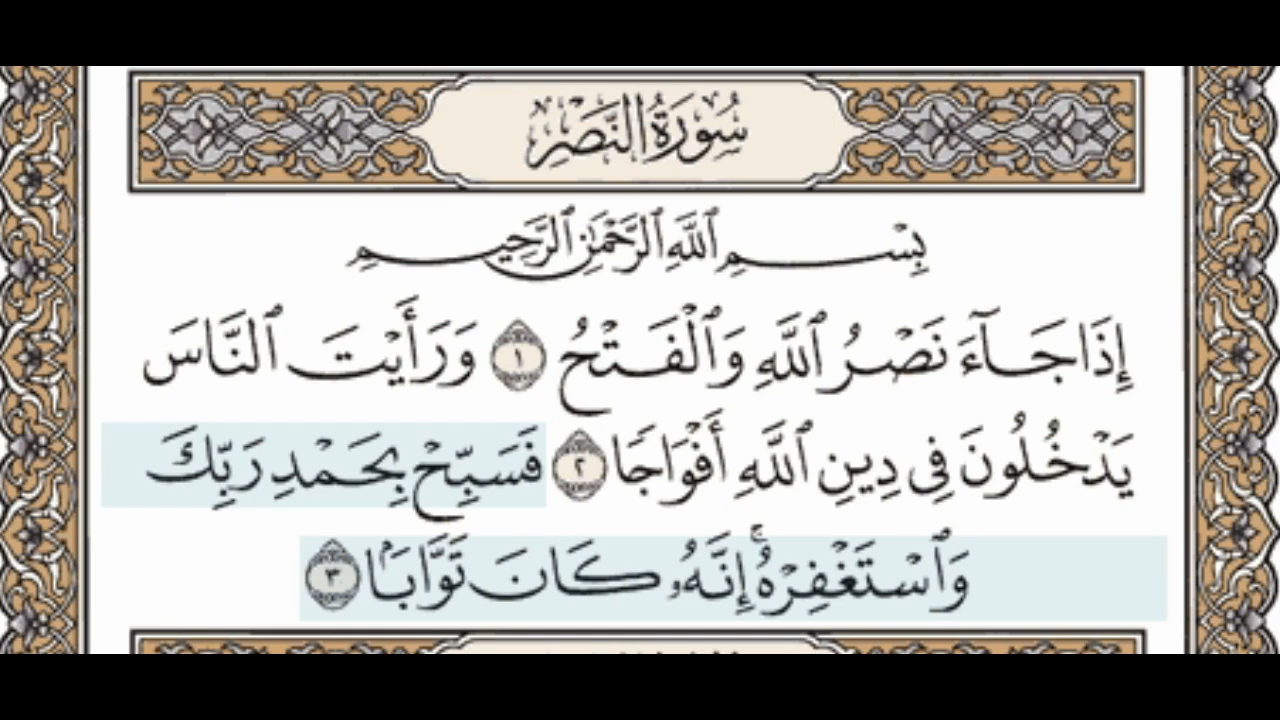 سُورَةُ النَّصْرِ
بِسْمِ ٱللَّهِ ٱلرَّحْمَٰنِ ٱلرَّحِيمِ
إِذَا جَآءَ نَصْرُ ٱللَّهِ وَٱلْفَتْحُ ١ وَرَأَيْتَ ٱلنَّاسَ
يَدْخُلُونَ فِى دِينِ ٱللَّهِ أَفْوَاجًا ٢ فَسَبِّحْ بِحَمْدِ رَبِّكَ
وَٱسْتَغْفِرْهُ ۚ إِنَّهُۥ كَانَ تَوَّابًۢا ٣